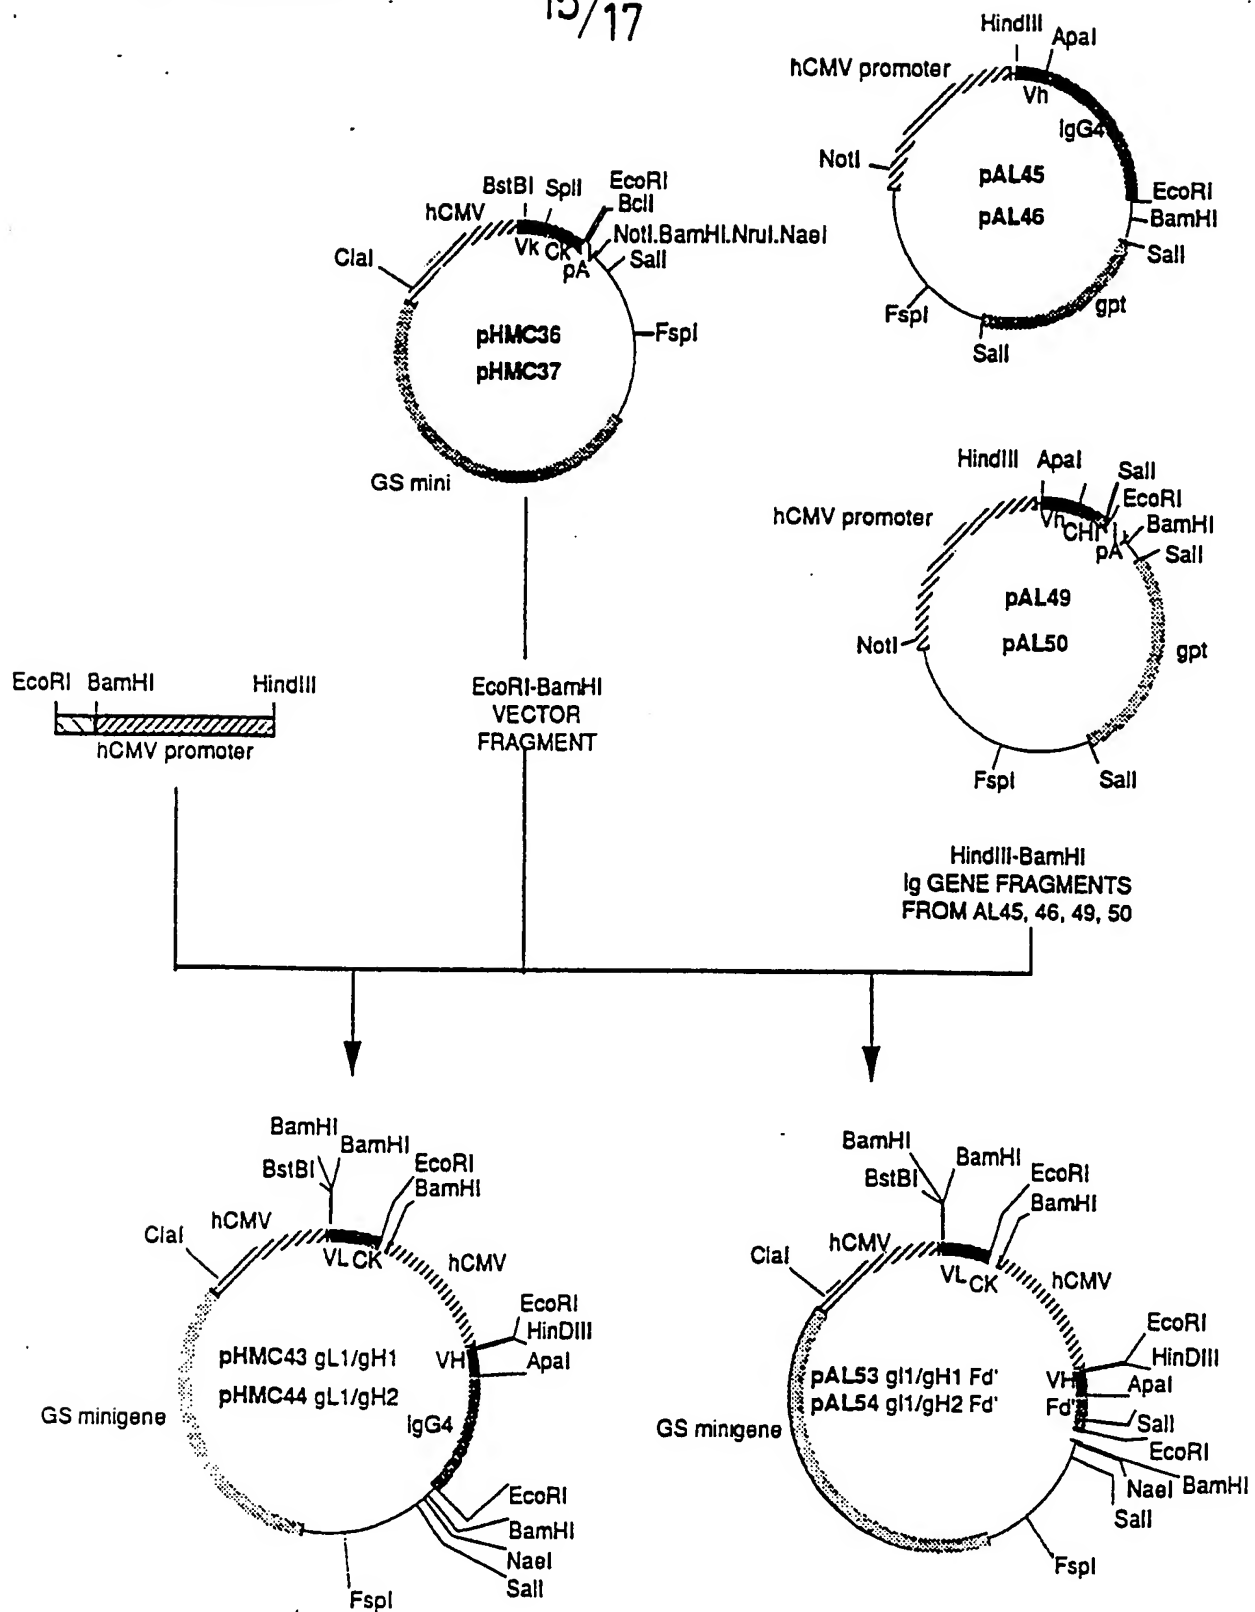 15/17
HindIII
ApaI
hCMV promoter
Vh
IgG4
NotI
pAL45
pAL46
EcoRI
BamHI
SalI
gpt
FspI
SalI
BstBI
SplI
EcoRI
BclI
hCMV
NotI.BamHI.NruI.NaeI
Vk
Ck
pA
SalI
ClaI
pHMC36
pHMC37
FspI
GS mini
HindIII
ApaI
SalI
EcoRI
hCMV promoter
Vh
CHI
BamHI
pA
SalI
pAL49
pAL50
NotI
gpt
FspI
SalI
EcoRI
BamHI
HindIII
hCMV promoter
EcoRI-BamHI
VECTOR
FRAGMENT
HindIII-BamHI
Ig GENE FRAGMENTS
FROM AL45, 46, 49, 50
BamHI
BamHI
BstBI
EcoRI
BamHI
hCMV
ClaI
VL
CK
hCMV
EcoRI
HinDIII
VH
ApaI
pHMC43 gL1/gH1
pHMC44 gL1/gH2
IgG4
GS minigene
EcoRI
BamHI
NaeI
SalI
FspI
BamHI
BamHI
BstBI
EcoRI
BamHI
hCMV
ClaI
VL
CK
hCMV
EcoRI
HinDIII
VH
ApaI
pAL53 gl1/gH1 Fd'
pAL54 gl1/gH2 Fd'
Fd'
SalI
GS minigene
EcoRI
BamHI
NaeI
SalI
FspI